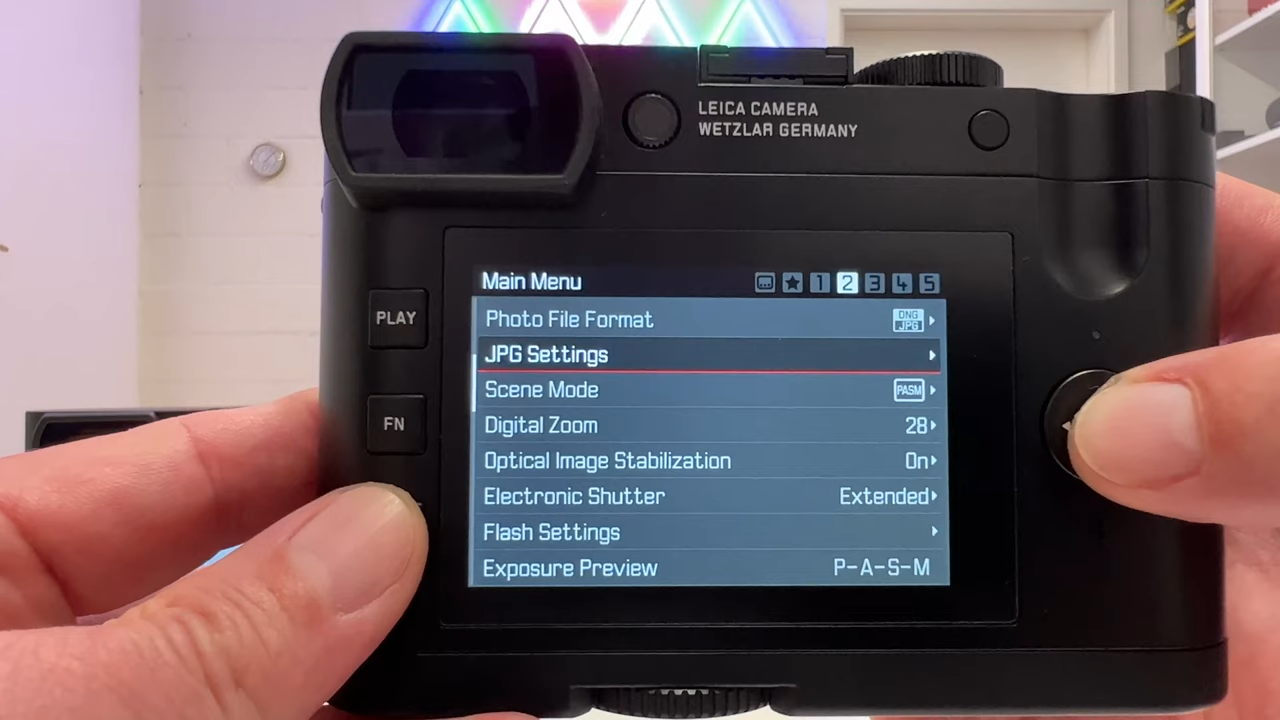 LEICA CAMERA
WETZLAR GERMANY
PLAY
FN
Main Menu 1 2 3 4 5
Photo File Format DNG JPG
JPG Settings
Scene Mode PASM
Digital Zoom 28
Optical Image Stabilization On
Electronic Shutter Extended
Flash Settings
Exposure Preview P-A-S-M